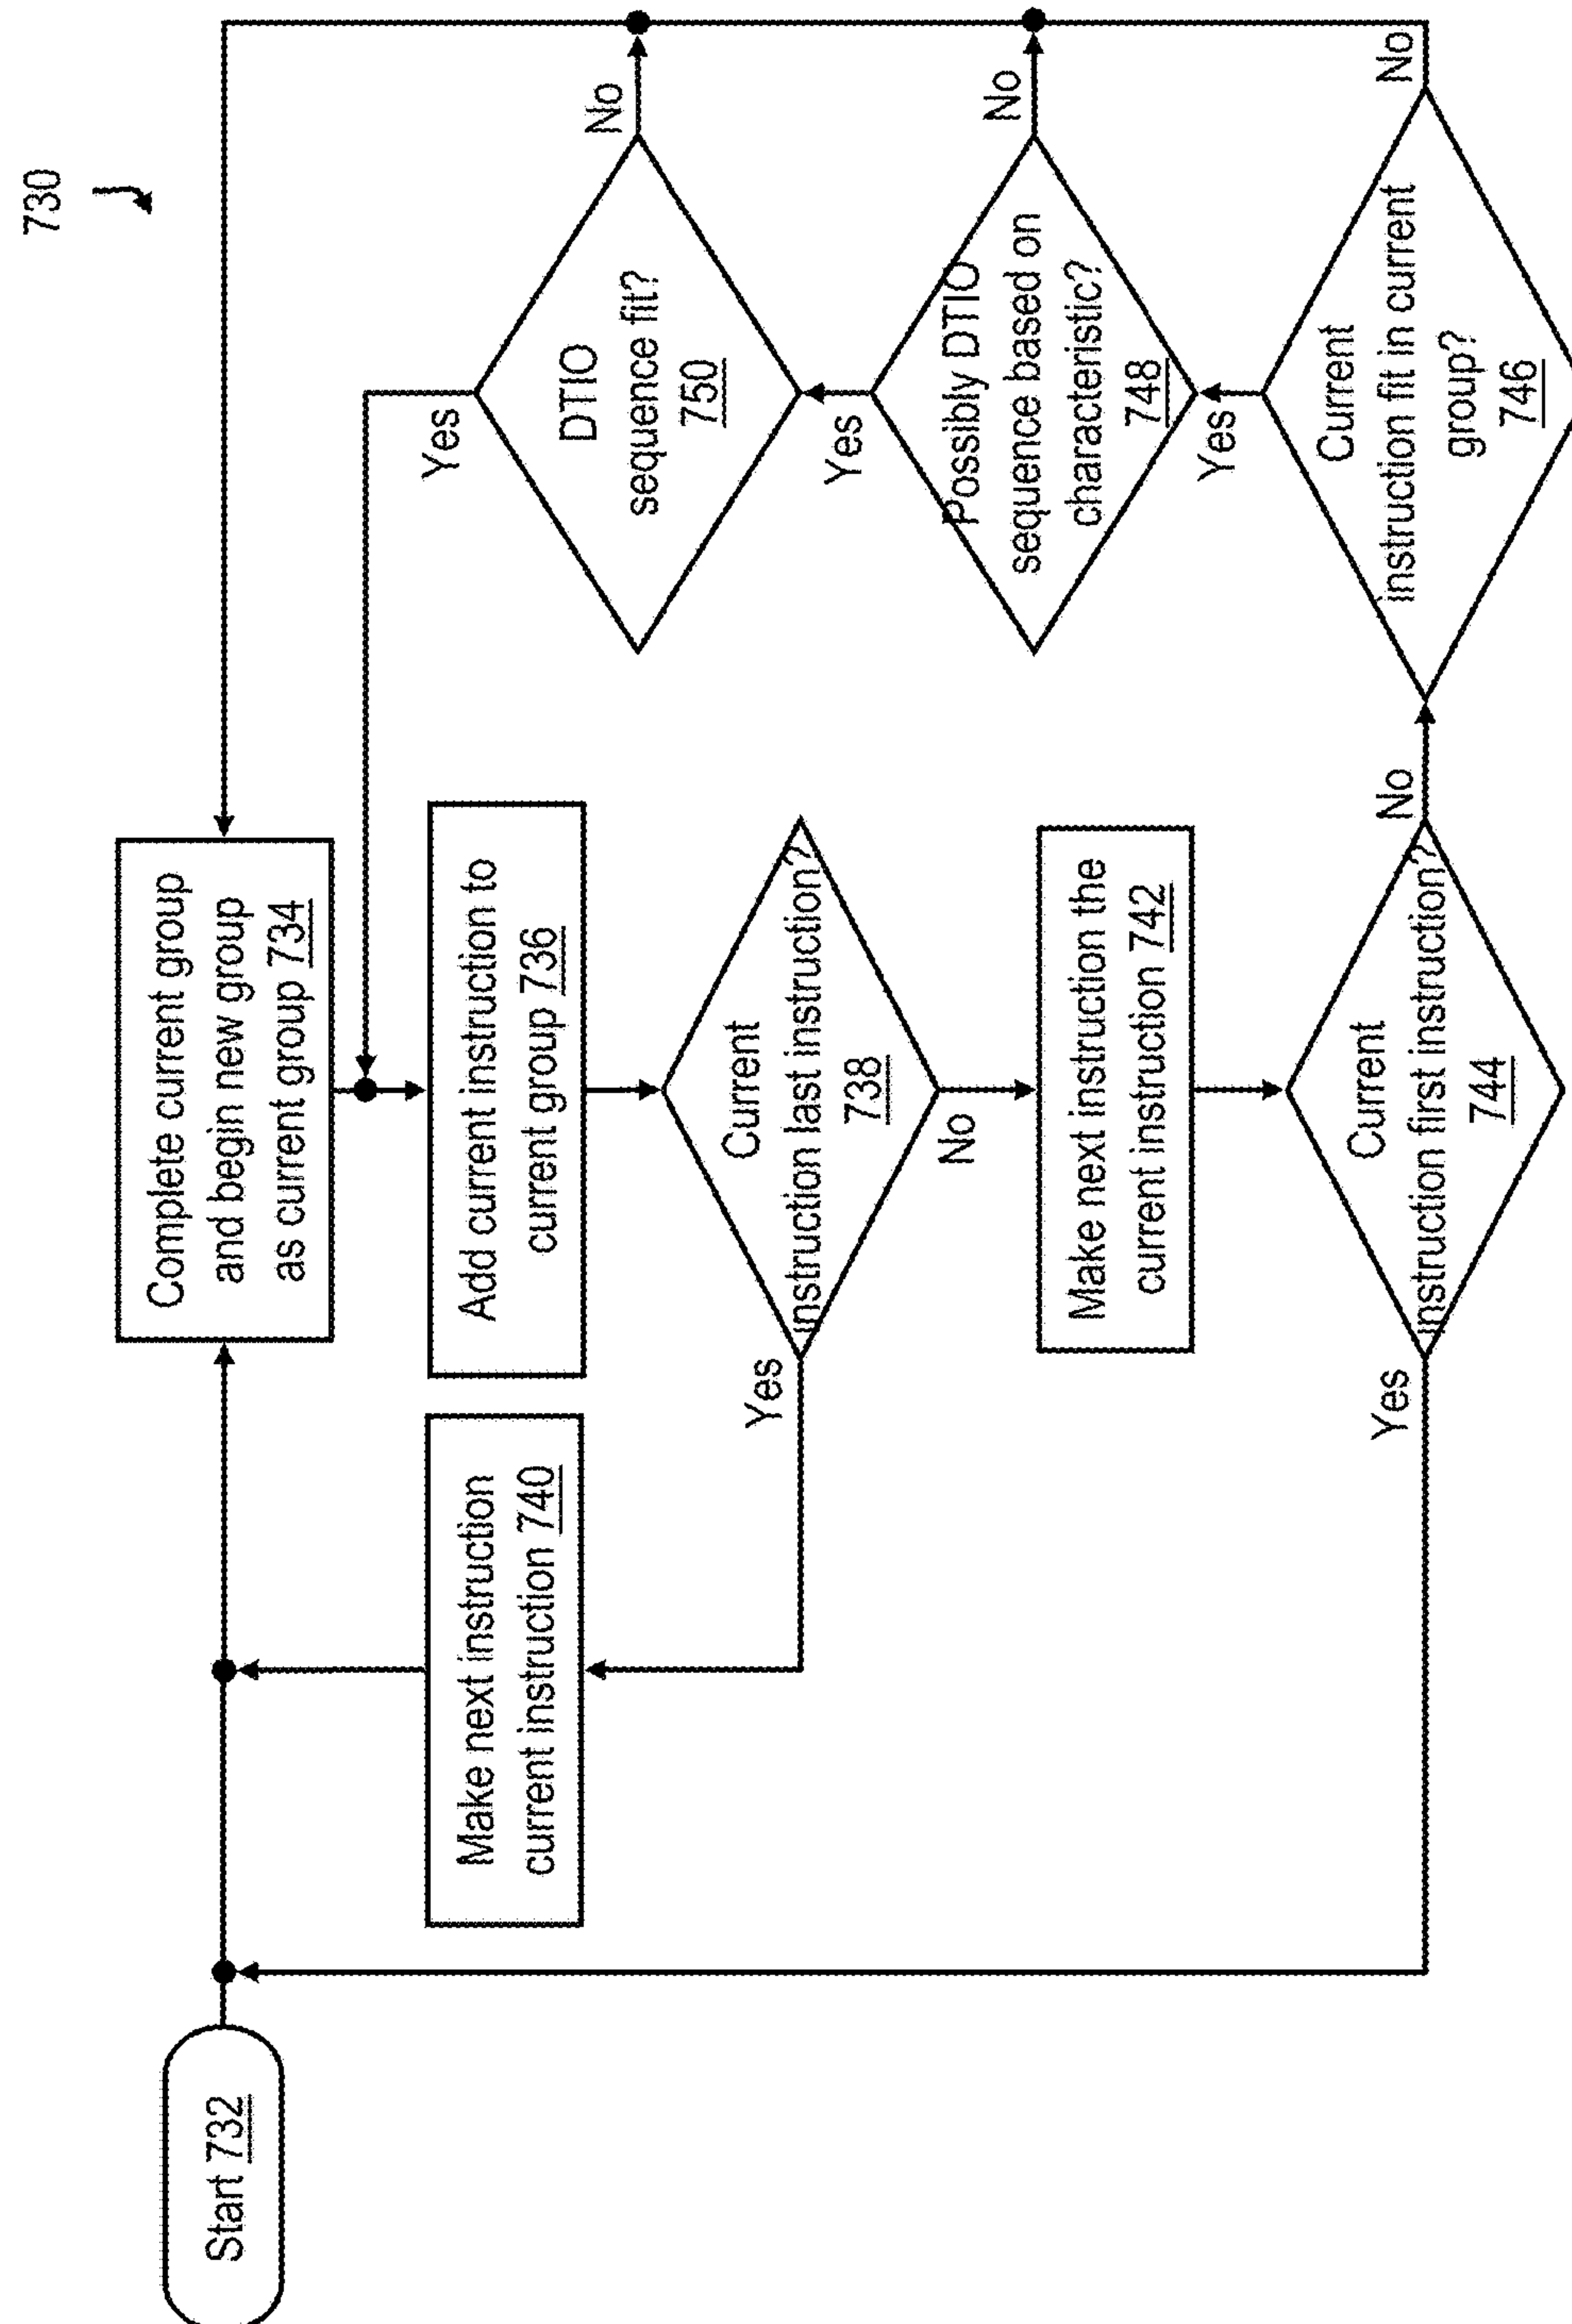 730
Start 732
Complete current group
and begin new group
as current group 734
Make next instruction
current instruction 740
Add current instruction to
current group 736
Yes
Current
instruction last instruction?
738
No
Make next instruction the
current instruction 742
Yes
Current
instruction first instruction?
744
No
Current
instruction fit in current
group?
746
No
Yes
Possibly DTIO
sequence based on
characteristic?
748
No
Yes
DTIO
sequence fit?
750
No
Yes